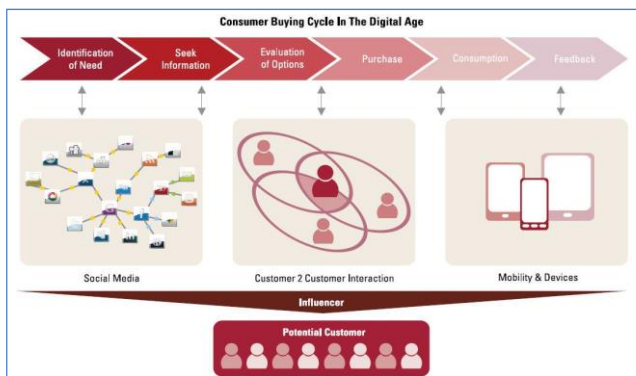 Consumer Buying Cycle In The Digital Age
Identification
of Need
Seek
Information
Evaluation
of Options
Purchase
Consumption
Feedback
Social Media
Customer 2 Customer Interaction
Mobility & Devices
Influencer
Potential Customer